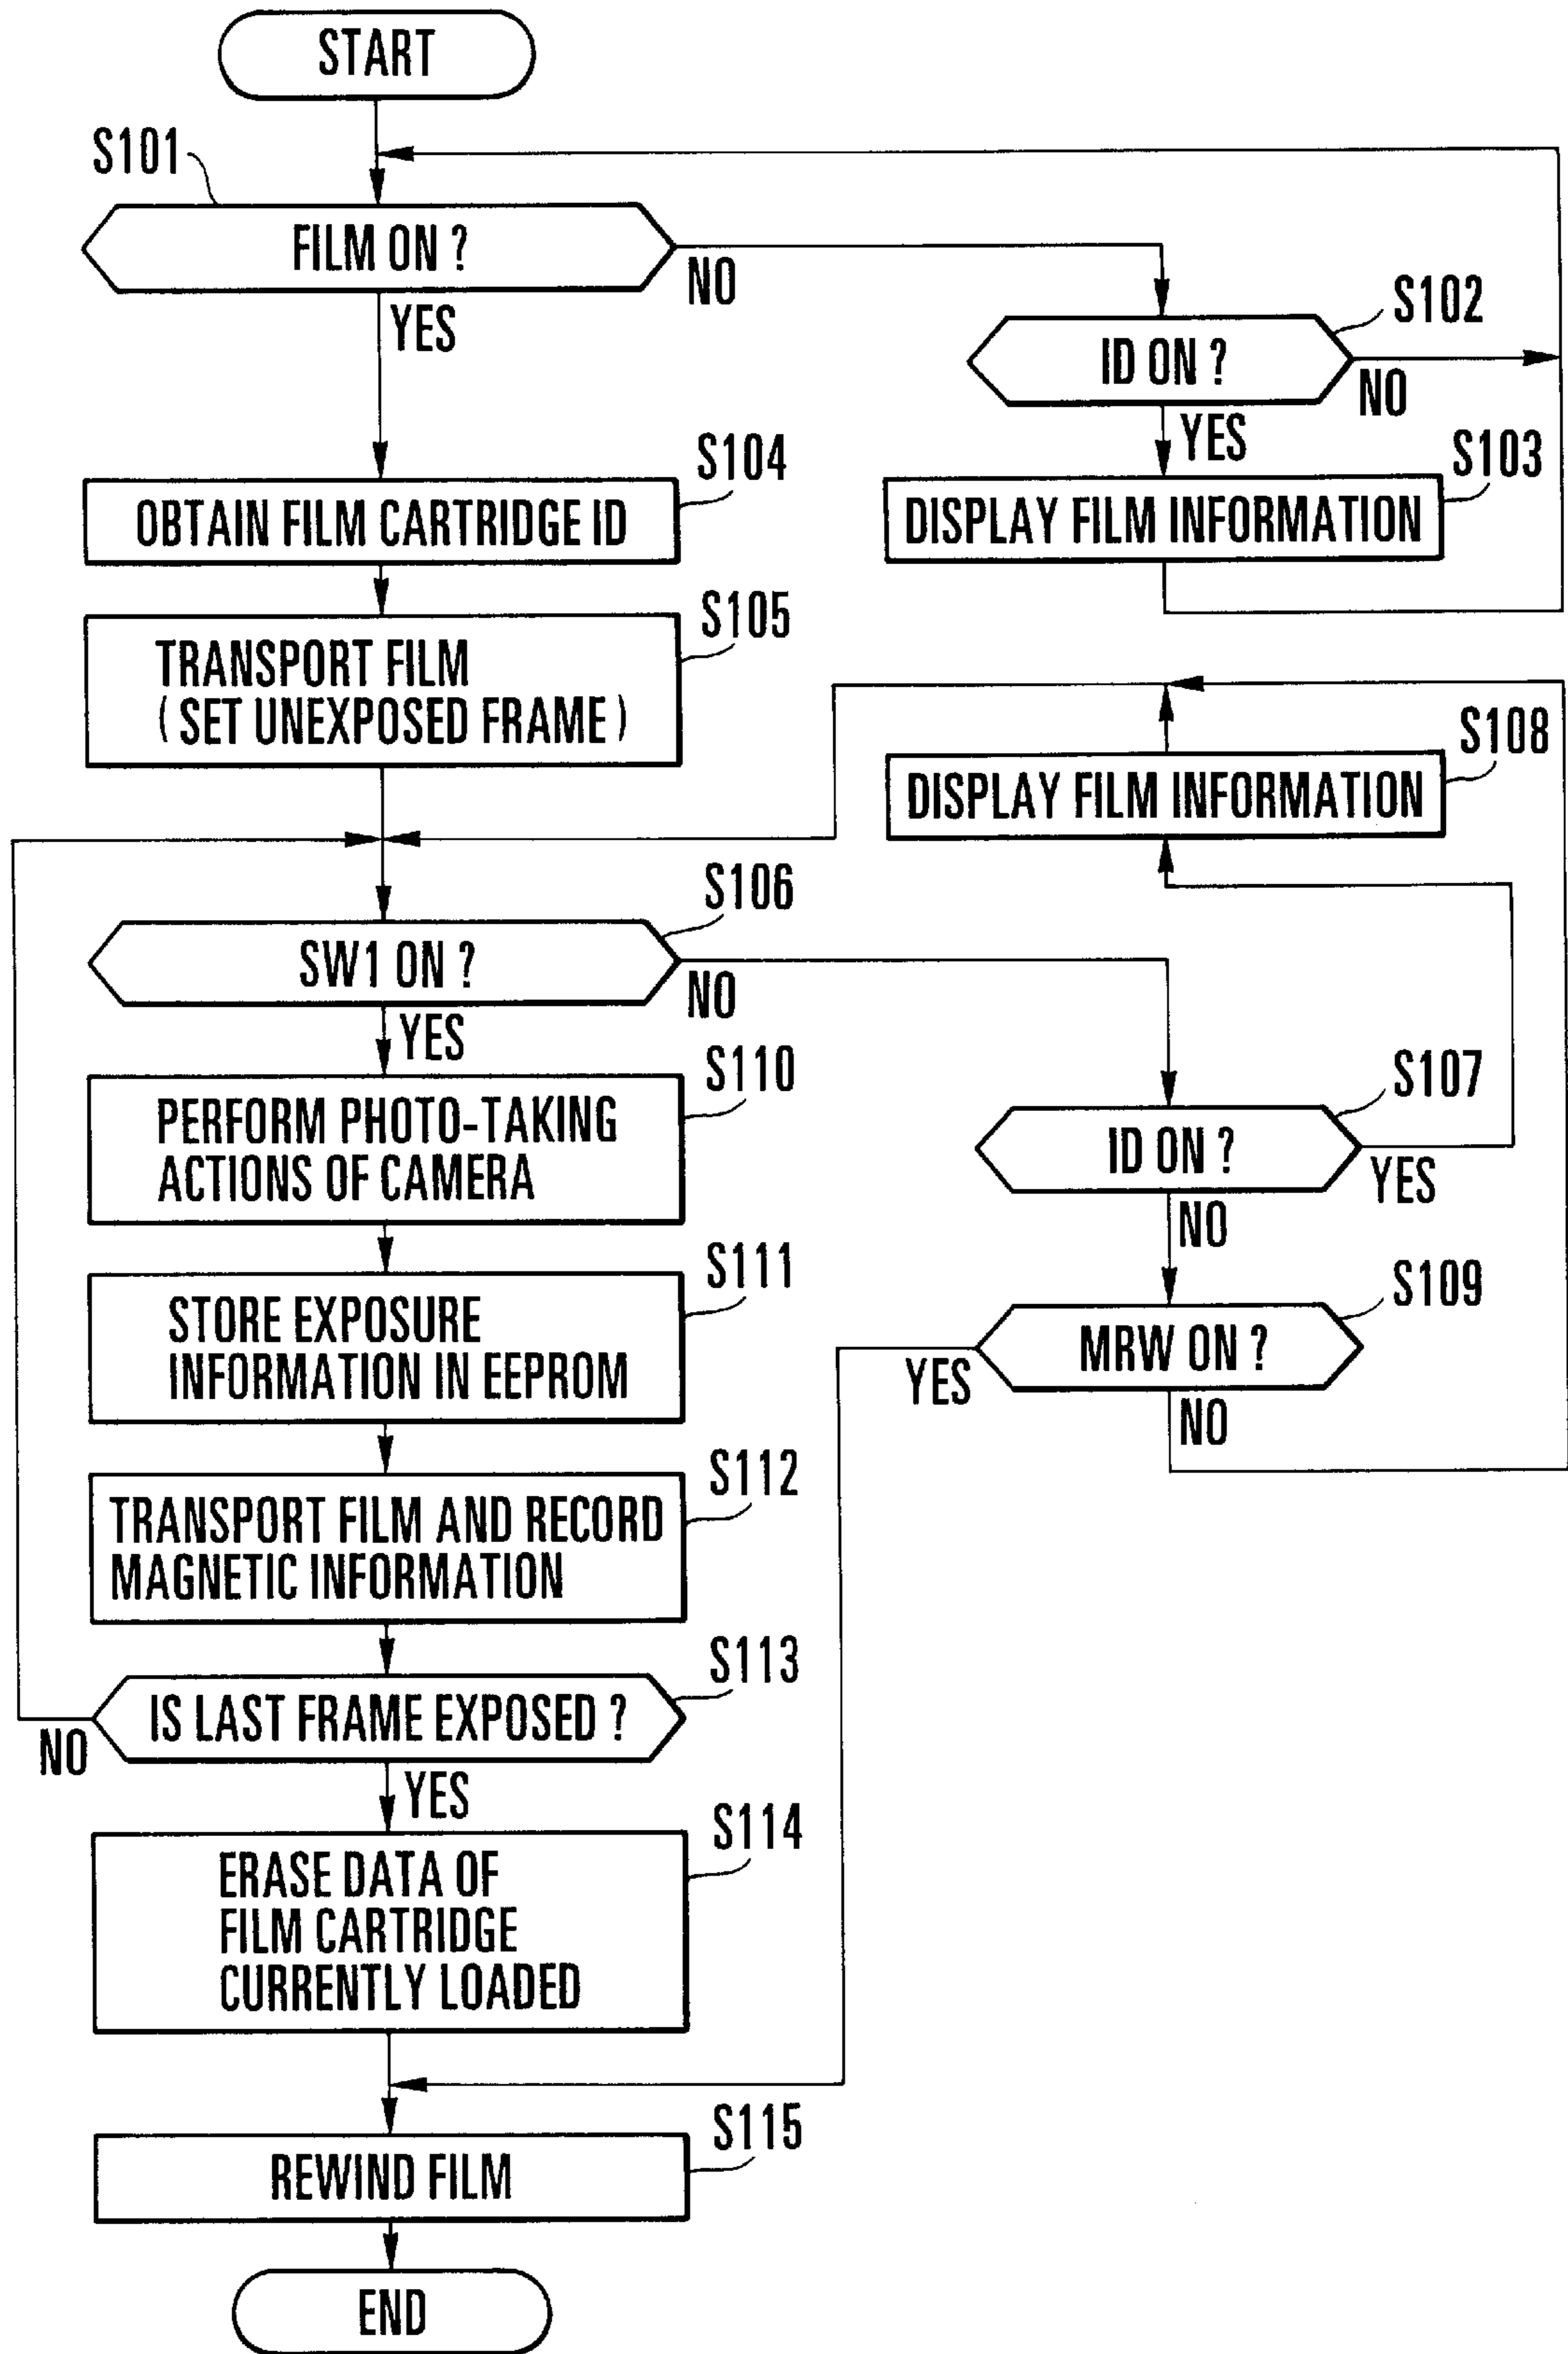 START
S101
FILM ON ?
NO
YES
S102
ID ON ?
NO
YES
S103
DISPLAY FILM INFORMATION
S104
OBTAIN FILM CARTRIDGE ID
S105
TRANSPORT FILM
(SET UNEXPOSED FRAME)
S108
DISPLAY FILM INFORMATION
S106
SW1 ON ?
NO
YES
S107
ID ON ?
YES
NO
S109
MRW ON ?
YES
NO
S110
PERFORM PHOTO-TAKING
ACTIONS OF CAMERA
S111
STORE EXPOSURE
INFORMATION IN EEPROM
S112
TRANSPORT FILM AND RECORD
MAGNETIC INFORMATION
S113
IS LAST FRAME EXPOSED ?
NO
YES
S114
ERASE DATA OF
FILM CARTRIDGE
CURRENTLY LOADED
S115
REWIND FILM
END